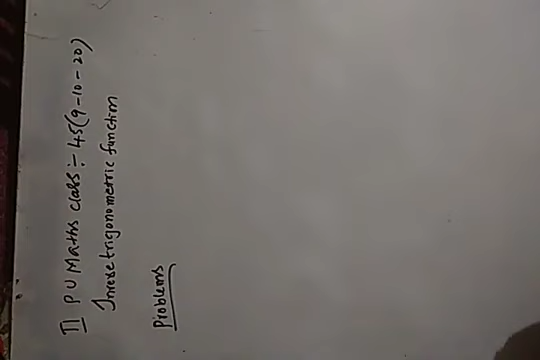 II PU Maths class:- 45(9-10-20)
Inverse trigonometric function
Problems